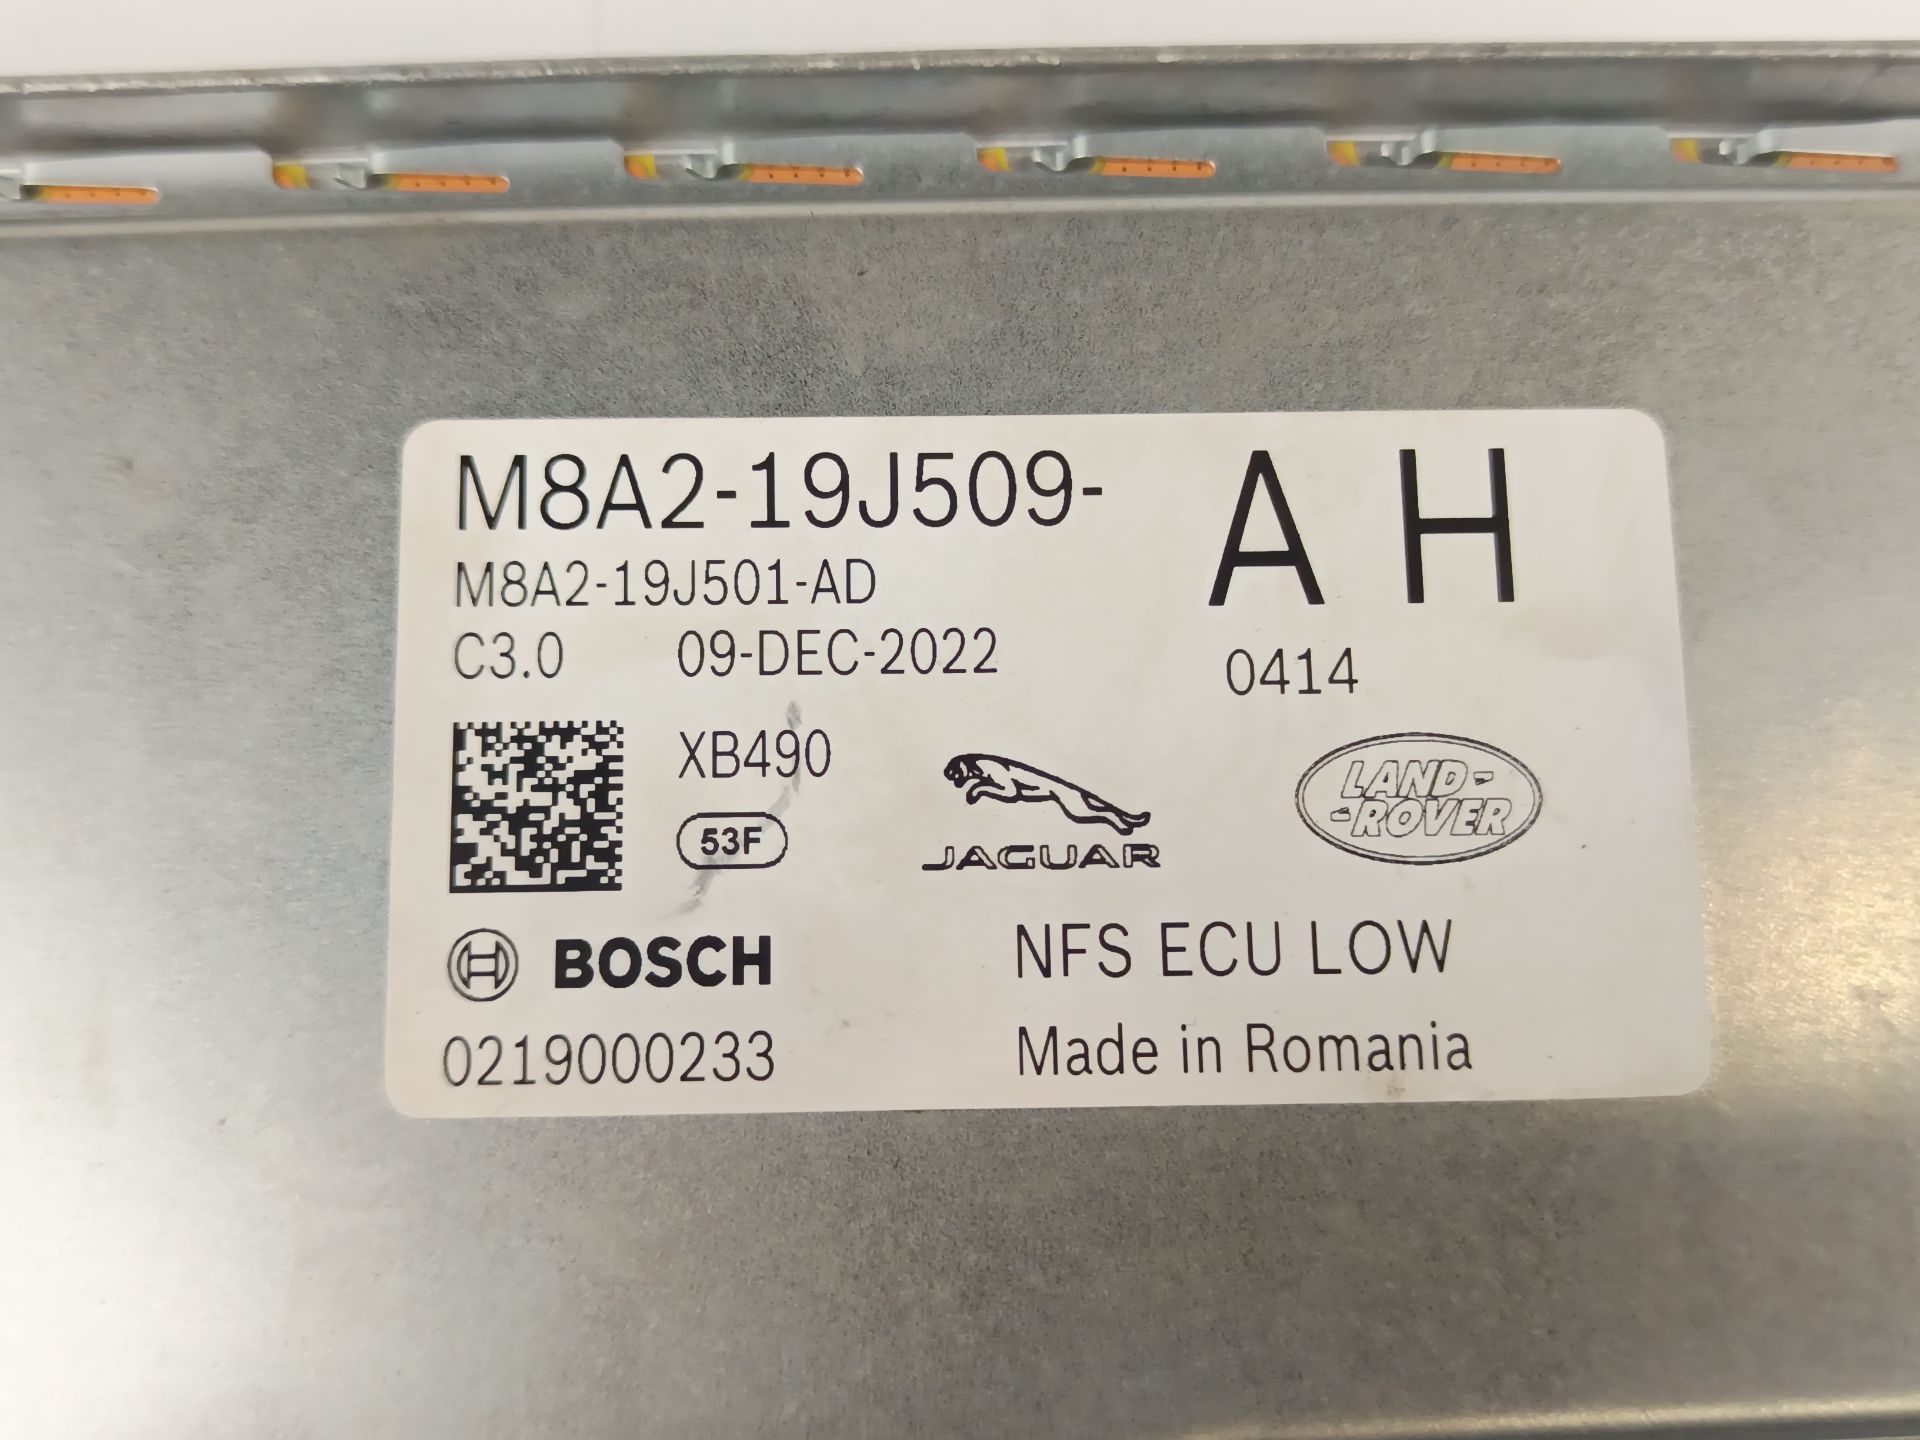 M8A2-19J509- AH
M8A2-19J501-AD
C3.0 09-DEC-2022 0414
XB490
53F
JAGUAR
LAND-
-ROVER
BOSCH
NFS ECU LOW
0219000233
Made in Romania